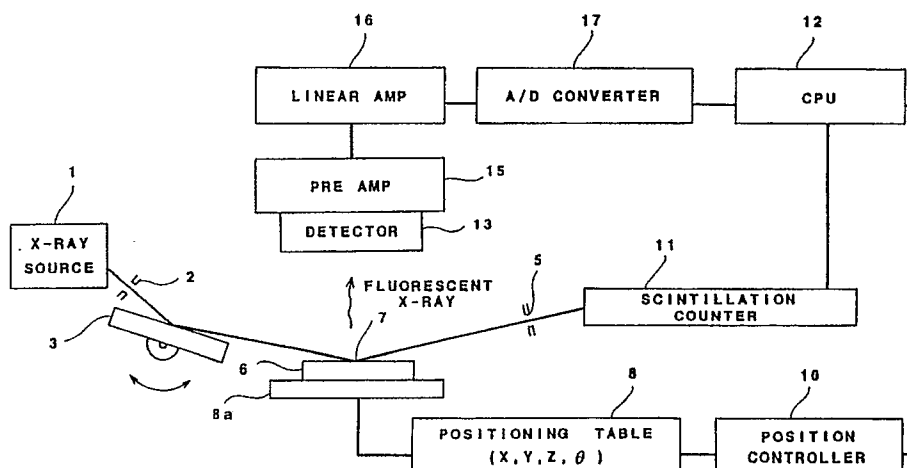 16
17
12
LINEAR AMP
A/D CONVERTER
CPU
1
PRE AMP
15
X-RAY
SOURCE
DETECTOR
13
2
5
11
FLUORESCENT
X-RAY
SCINTILLATION
COUNTER
3
7
6
8a
8
10
POSITIONING TABLE
(X,Y,Z,θ)
POSITION
CONTROLLER